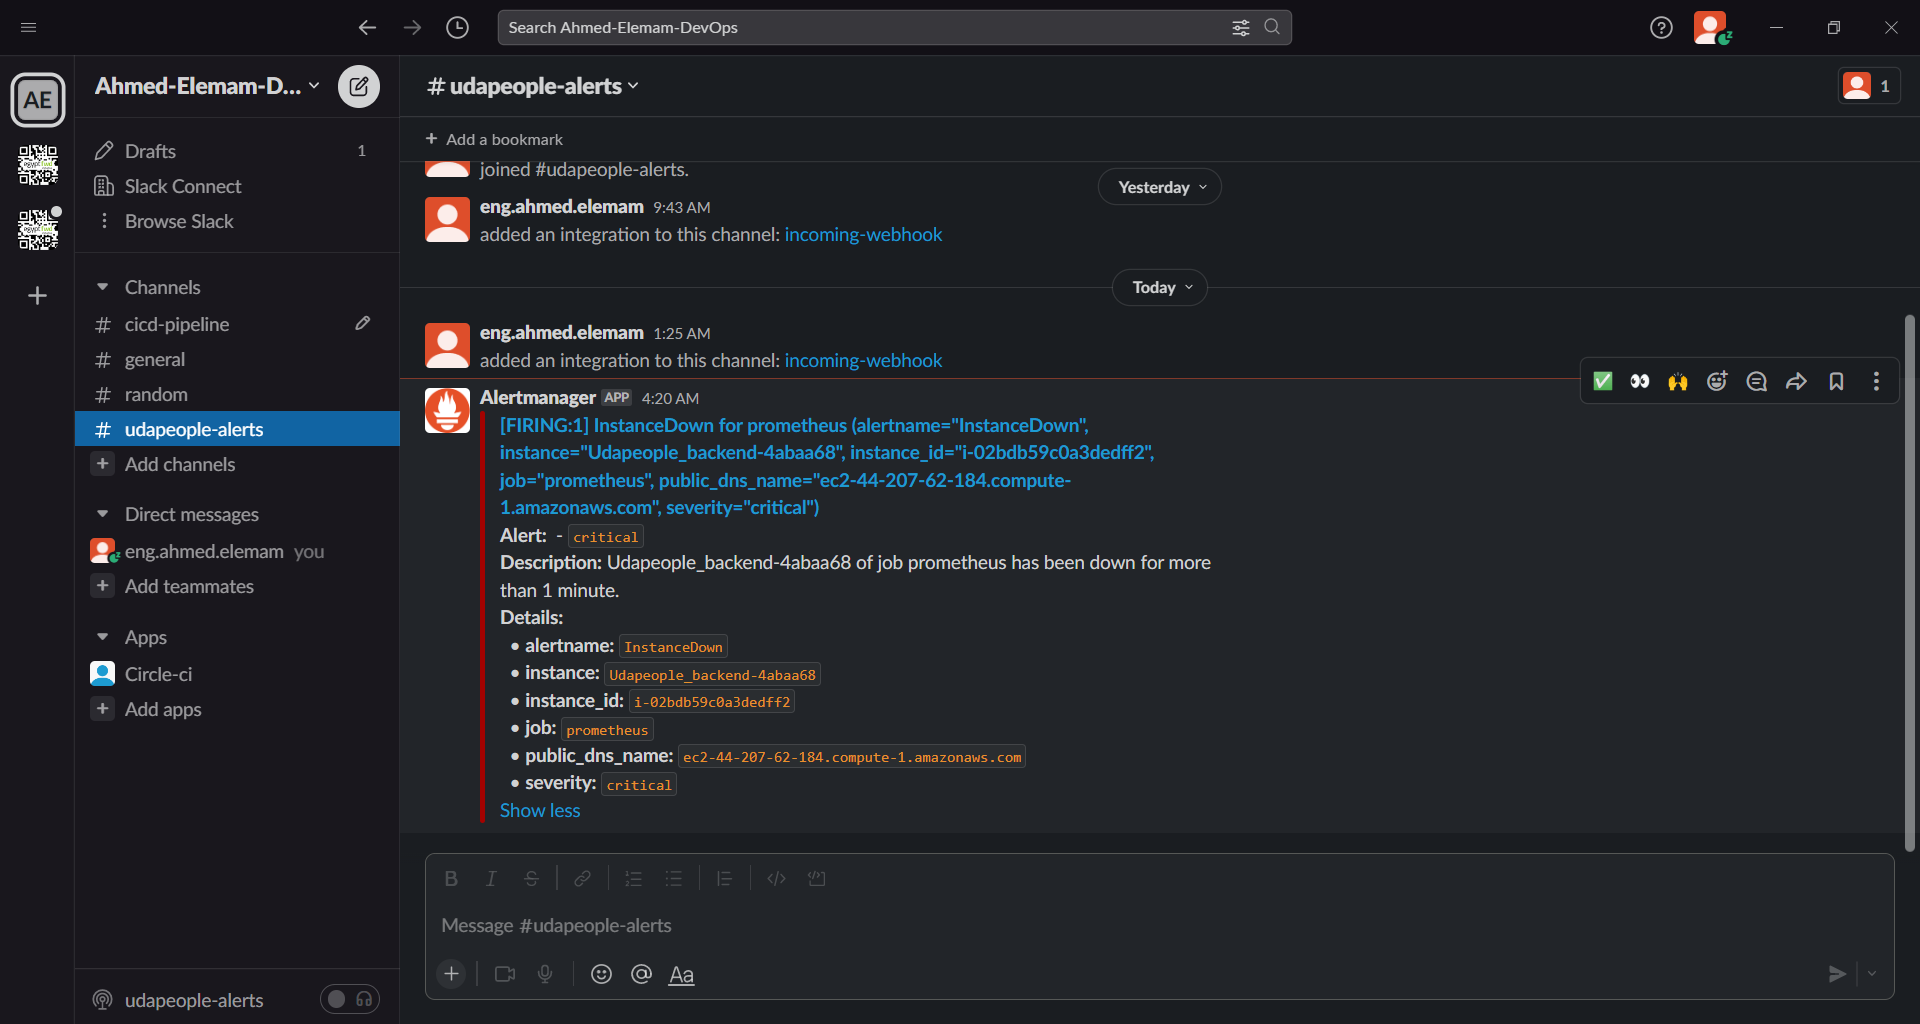 Search Ahmed-Elemam-DevOps
AE
Ahmed-Elemam-D...
Drafts 1
Slack Connect
Browse Slack
Channels
# cicd-pipeline
# general
# random
# udapeople-alerts
+ Add channels
Direct messages
eng.ahmed.elemam you
+ Add teammates
Apps
Circle-ci
+ Add apps
udapeople-alerts
# udapeople-alerts
1
+ Add a bookmark
joined #udapeople-alerts.
Yesterday
eng.ahmed.elemam 9:43 AM
added an integration to this channel: incoming-webhook
Today
eng.ahmed.elemam 1:25 AM
added an integration to this channel: incoming-webhook
Alertmanager APP 4:20 AM
[FIRING:1] InstanceDown for prometheus (alertname="InstanceDown",
instance="Udapeople_backend-4abaa68", instance_id="i-02bdb59c0a3dedff2",
job="prometheus", public_dns_name="ec2-44-207-62-184.compute-
1.amazonaws.com", severity="critical")
Alert: - critical
Description: Udapeople_backend-4abaa68 of job prometheus has been down for more
than 1 minute.
Details:
• alertname: InstanceDown
• instance: Udapeople_backend-4abaa68
• instance_id: i-02bdb59c0a3dedff2
• job: prometheus
• public_dns_name: ec2-44-207-62-184.compute-1.amazonaws.com
• severity: critical
Show less
B I S
Message #udapeople-alerts
+ @ Aa